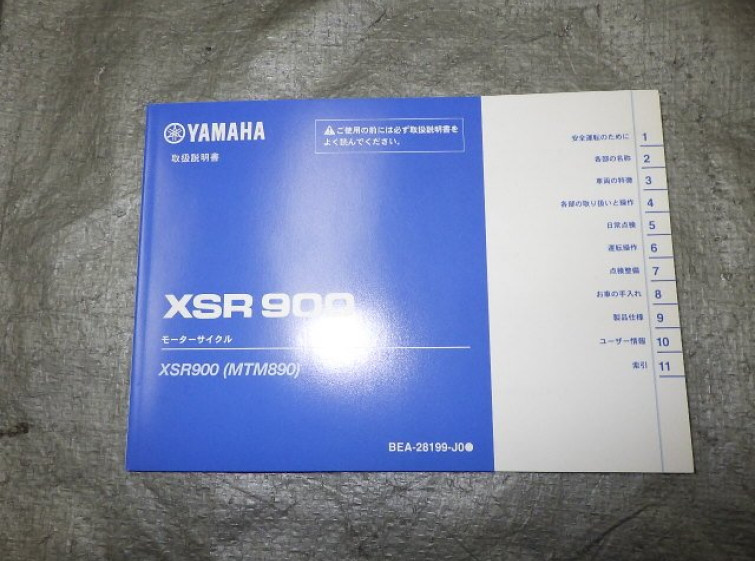 YAMAHA
取扱説明書
⚠ご使用の前には必ず取扱説明書を
よく読んでください。
XSR 900
モーターサイクル
XSR900 (MTM890)
BEA-28199-J0●
安全運転のために 1
各部の名称 2
車両の特徴 3
各部の取り扱いと操作 4
日常点検 5
運転操作 6
点検整備 7
お車の手入れ 8
製品仕様 9
ユーザー情報 10
索引 11